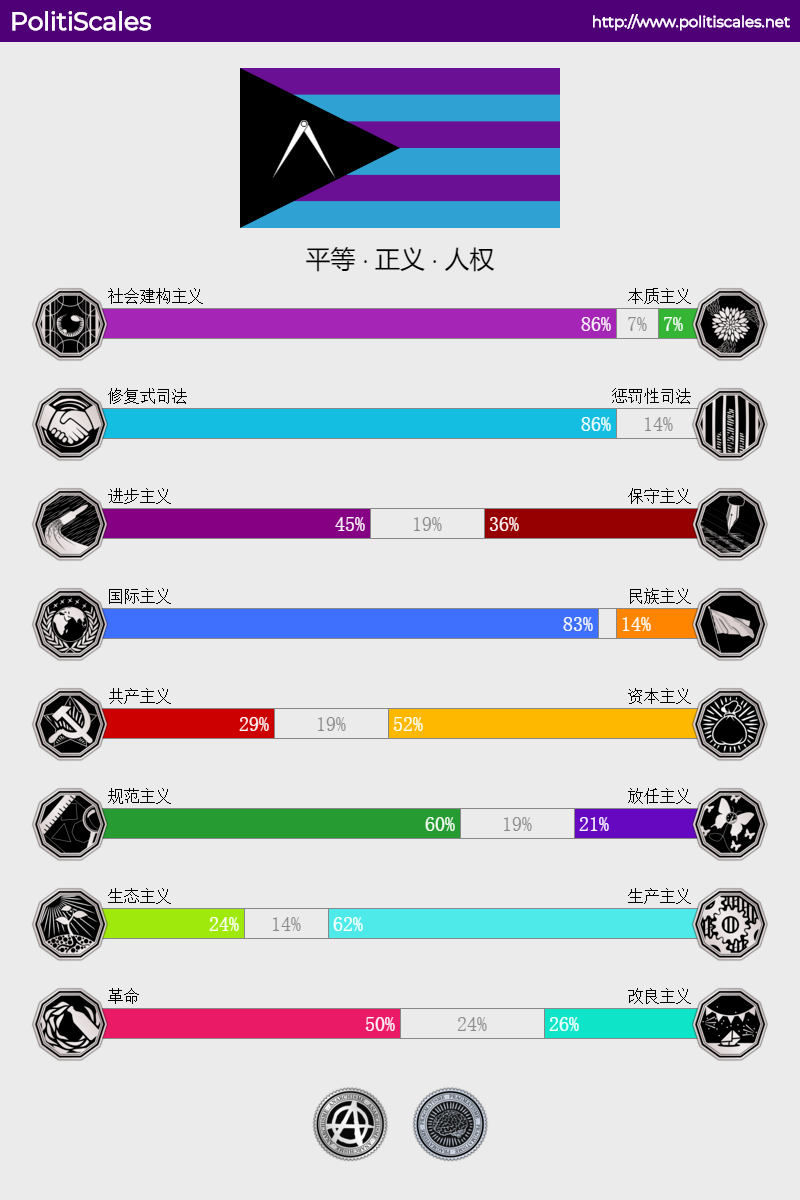 PolitiScales
http://www.politiscales.net
平等 · 正义 · 人权
社会建构主义 本质主义
86% 7% 7%
修复式司法 惩罚性司法
86% 14%
进步主义 保守主义
45% 19% 36%
国际主义 民族主义
83% 14%
共产主义 资本主义
29% 19% 52%
规范主义 放任主义
60% 19% 21%
生态主义 生产主义
24% 14% 62%
革命 改良主义
50% 24% 26%